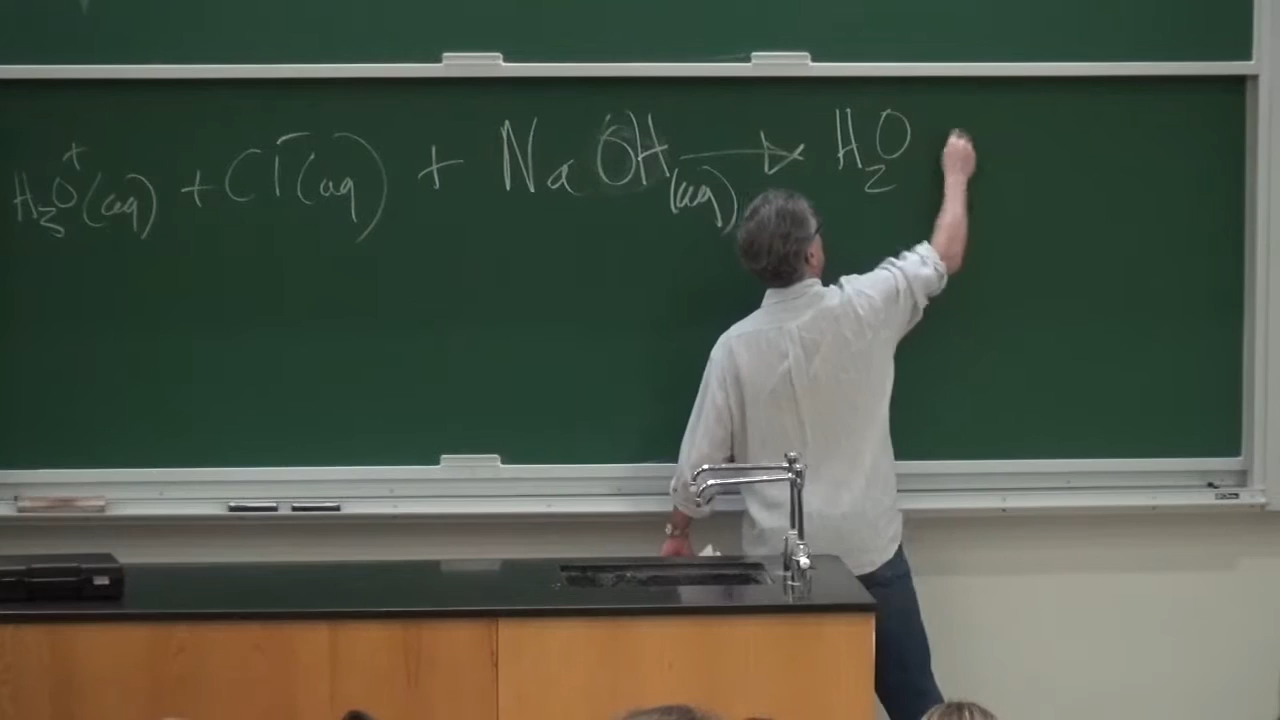 H₃O⁺(aq) + Cl⁻(aq) + NaOH(aq) → H₂O